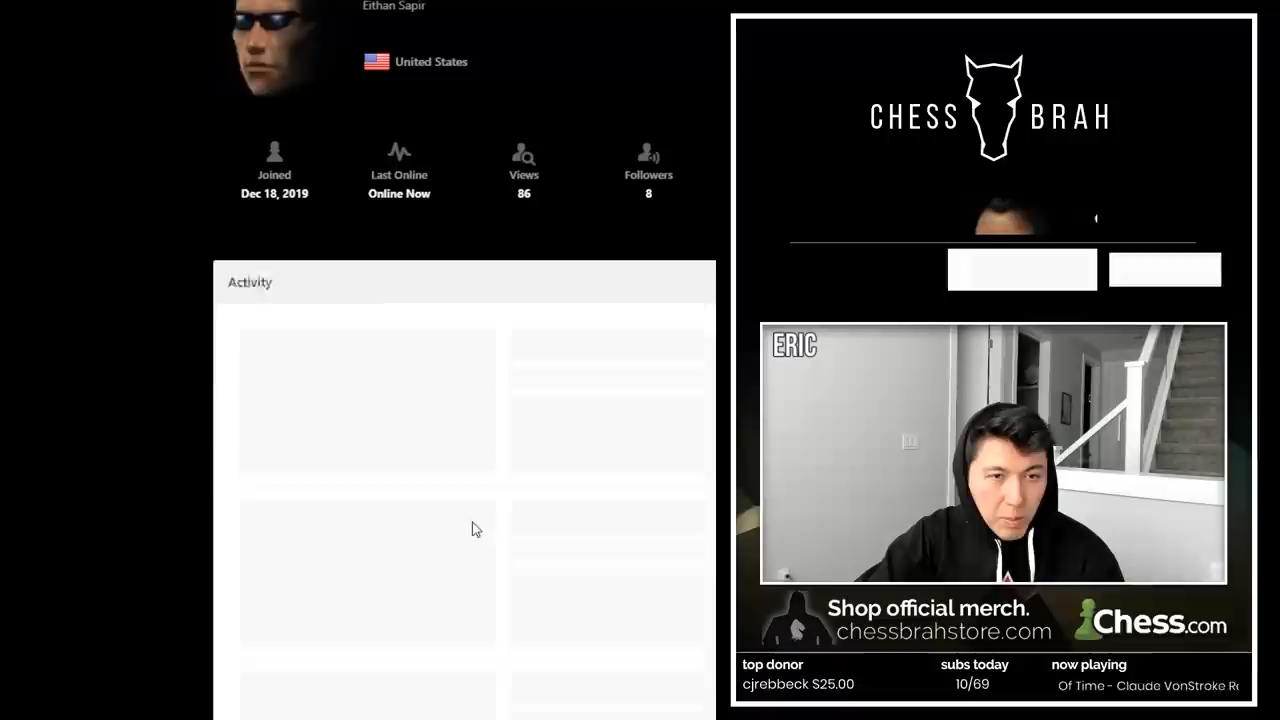 Eithan Sapir
United States
Joined
Dec 18, 2019
Last Online
Online Now
Views
86
Followers
8
Activity
CHESS BRAH
ERIC
Shop official merch.
chessbrahstore.com
Chess.com
top donor
cjrebbeck $25.00
subs today
10/69
now playing
Of Time - Claude VonStroke